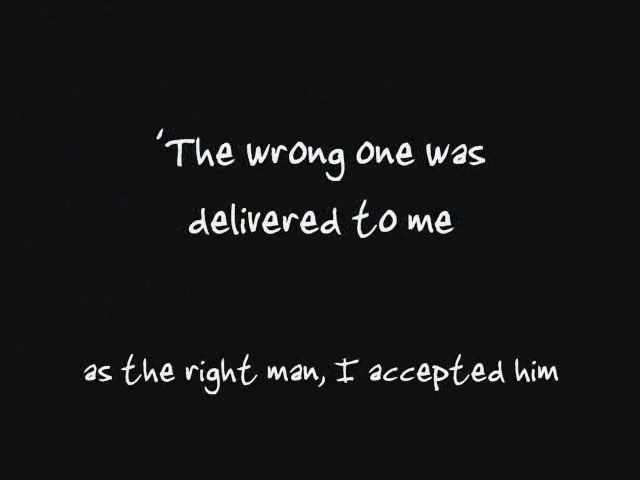 ‘The wrong one was
delivered to me
as the right man, I accepted him